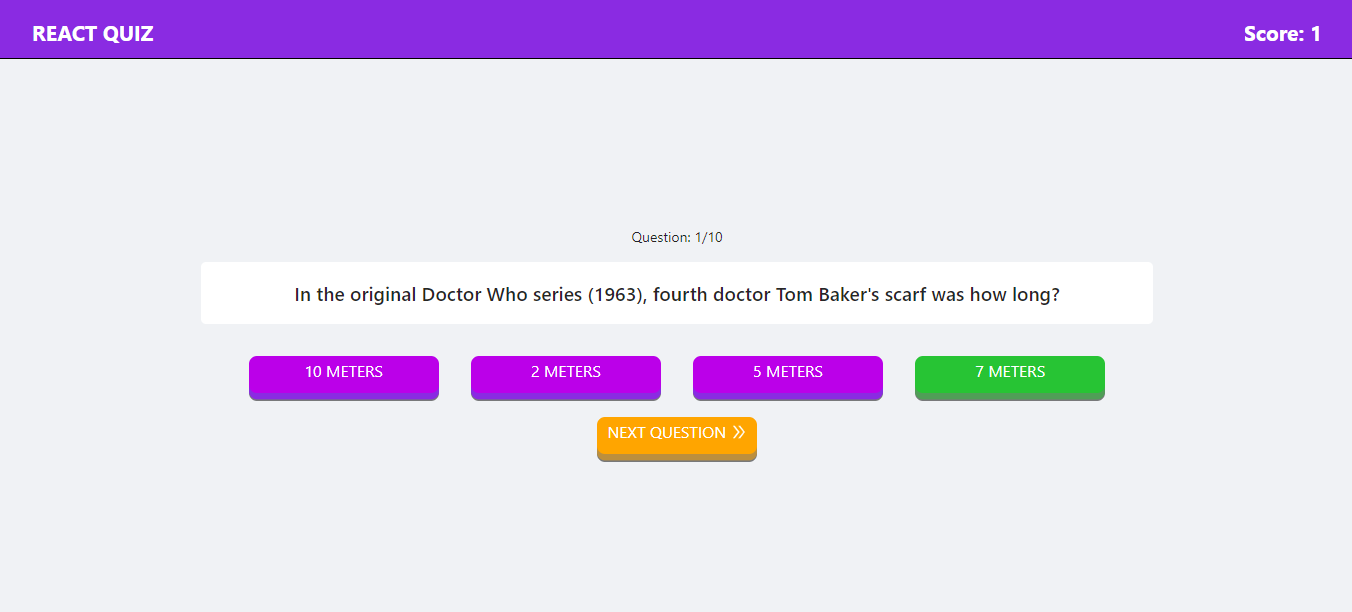 REACT QUIZ
Score: 1
Question: 1/10
In the original Doctor Who series (1963), fourth doctor Tom Baker's scarf was how long?
10 METERS
2 METERS
5 METERS
7 METERS
NEXT QUESTION